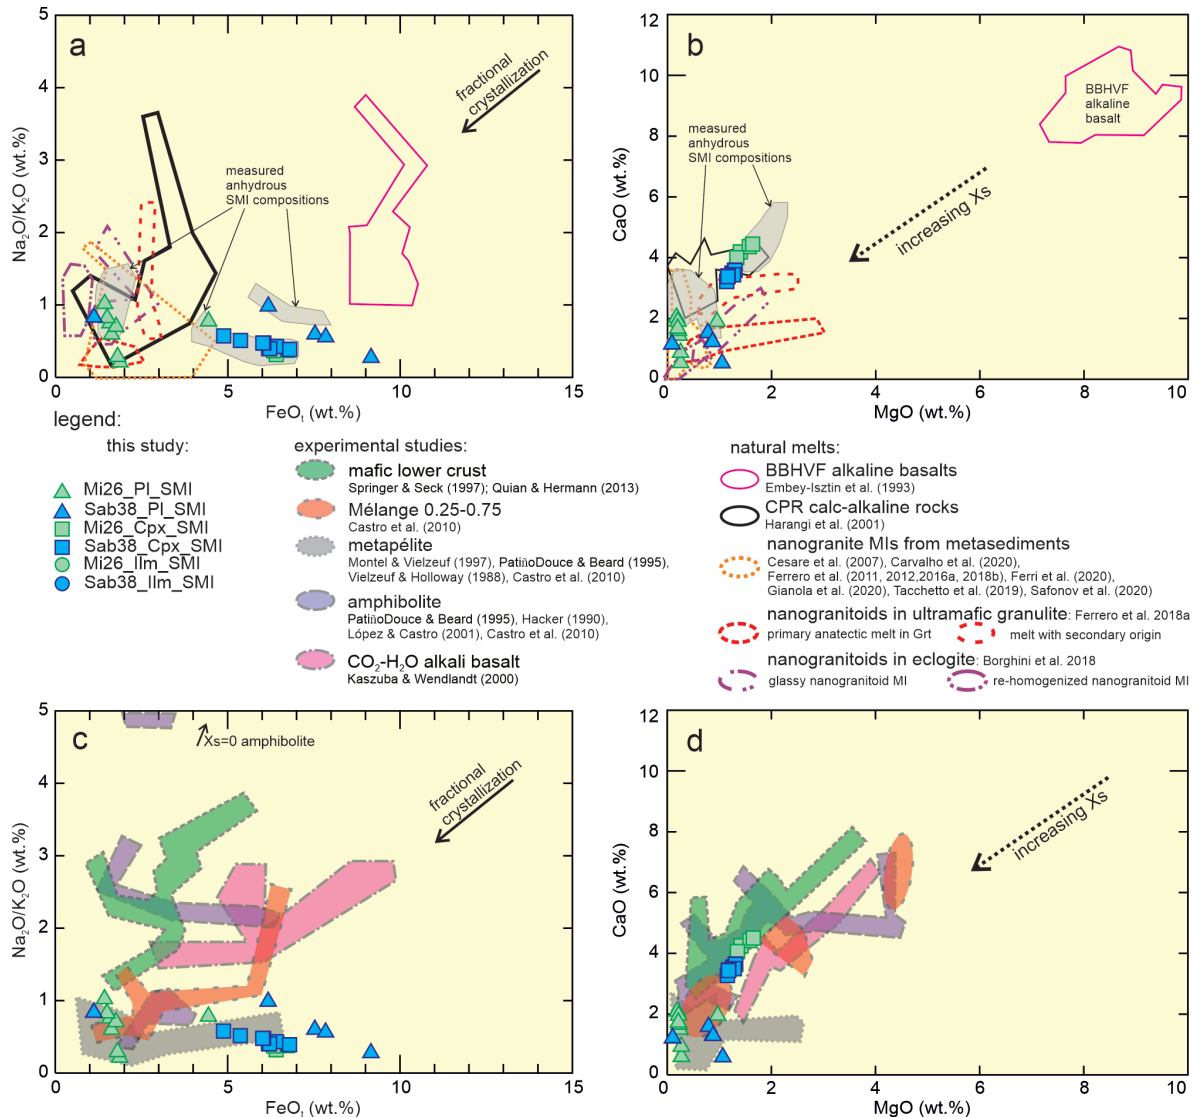 a
fractional
crystallization
measured
anhydrous
SMI compositions
0
1
2
3
4
5
Na₂O/K₂O (wt.%)
0
5
10
15
FeOₜ (wt.%)
b
BBHVF
alkaline
basalt
measured
anhydrous
SMI compositions
increasing Xs
0
2
4
6
8
10
12
CaO (wt.%)
0
2
4
6
8
10
MgO (wt.%)
legend:
this study:
Mi26_Pl_SMI
Sab38_Pl_SMI
Mi26_Cpx_SMI
Sab38_Cpx_SMI
Mi26_Ilm_SMI
Sab38_Ilm_SMI
experimental studies:
mafic lower crust
Springer & Seck (1997); Quian & Hermann (2013)
Mélange 0.25-0.75
Castro et al. (2010)
metapélite
Montel & Vielzeuf (1997), PatiñoDouce & Beard (1995),
Vielzeuf & Holloway (1988), Castro et al. (2010)
amphibolite
PatiñoDouce & Beard (1995), Hacker (1990),
López & Castro (2001), Castro et al. (2010)
CO₂-H₂O alkali basalt
Kaszuba & Wendlandt (2000)
natural melts:
BBHVF alkaline basalts
Embey-Isztin et al. (1993)
CPR calc-alkaline rocks
Harangi et al. (2001)
nanogranite MIs from metasediments
Cesare et al. (2007), Carvalho et al. (2020),
Ferrero et al. (2011, 2012,2016a, 2018b), Ferri et al. (2020),
Gianola et al. (2020), Tacchetto et al. (2019), Safonov et al. (2020)
nanogranitoids in ultramafic granulite: Ferrero et al. 2018a
primary anatectic melt in Grt
melt with secondary origin
nanogranitoids in eclogite: Borghini et al. 2018
glassy nanogranitoid MI
re-homogenized nanogranitoid MI
c
Xs=0 amphibolite
fractional
crystallization
0
1
2
3
4
5
Na₂O/K₂O (wt.%)
0
5
10
15
FeOₜ (wt.%)
d
increasing Xs
0
2
4
6
8
10
12
CaO (wt.%)
0
2
4
6
8
10
MgO (wt.%)